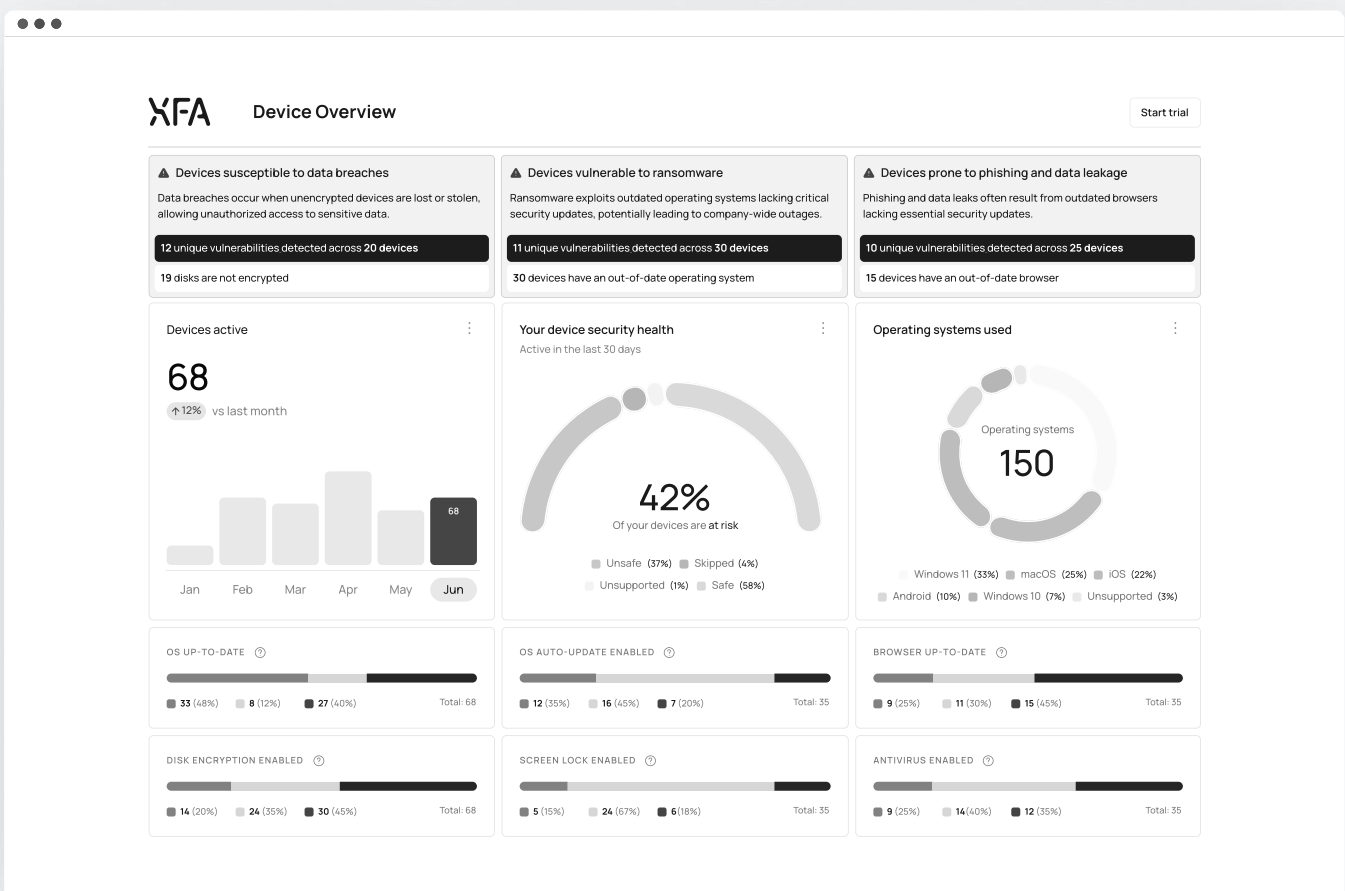 XFA
Device Overview
Start trial
Devices susceptible to data breaches
Data breaches occur when unencrypted devices are lost or stolen,
allowing unauthorized access to sensitive data.
12 unique vulnerabilities detected across 20 devices
19 disks are not encrypted
Devices vulnerable to ransomware
Ransomware exploits outdated operating systems lacking critical
security updates, potentially leading to company-wide outages.
11 unique vulnerabilities detected across 30 devices
30 devices have an out-of-date operating system
Devices prone to phishing and data leakage
Phishing and data leaks often result from outdated browsers
lacking essential security updates.
10 unique vulnerabilities detected across 25 devices
15 devices have an out-of-date browser
Devices active
68
↑ 12% vs last month
68
Jan Feb Mar Apr May Jun
Your device security health
Active in the last 30 days
42%
Of your devices are at risk
Unsafe (37%) Skipped (4%)
Unsupported (1%) Safe (58%)
Operating systems used
Operating systems
150
Windows 11 (33%) macOS (25%) iOS (22%)
Android (10%) Windows 10 (7%) Unsupported (3%)
OS UP-TO-DATE ?
33 (48%) 8 (12%) 27 (40%) Total: 68
OS AUTO-UPDATE ENABLED ?
12 (35%) 16 (45%) 7 (20%) Total: 35
BROWSER UP-TO-DATE ?
9 (25%) 11 (30%) 15 (45%) Total: 35
DISK ENCRYPTION ENABLED ?
14 (20%) 24 (35%) 30 (45%) Total: 68
SCREEN LOCK ENABLED ?
5 (15%) 24 (67%) 6(18%) Total: 35
ANTIVIRUS ENABLED ?
9 (25%) 14(40%) 12 (35%) Total: 35